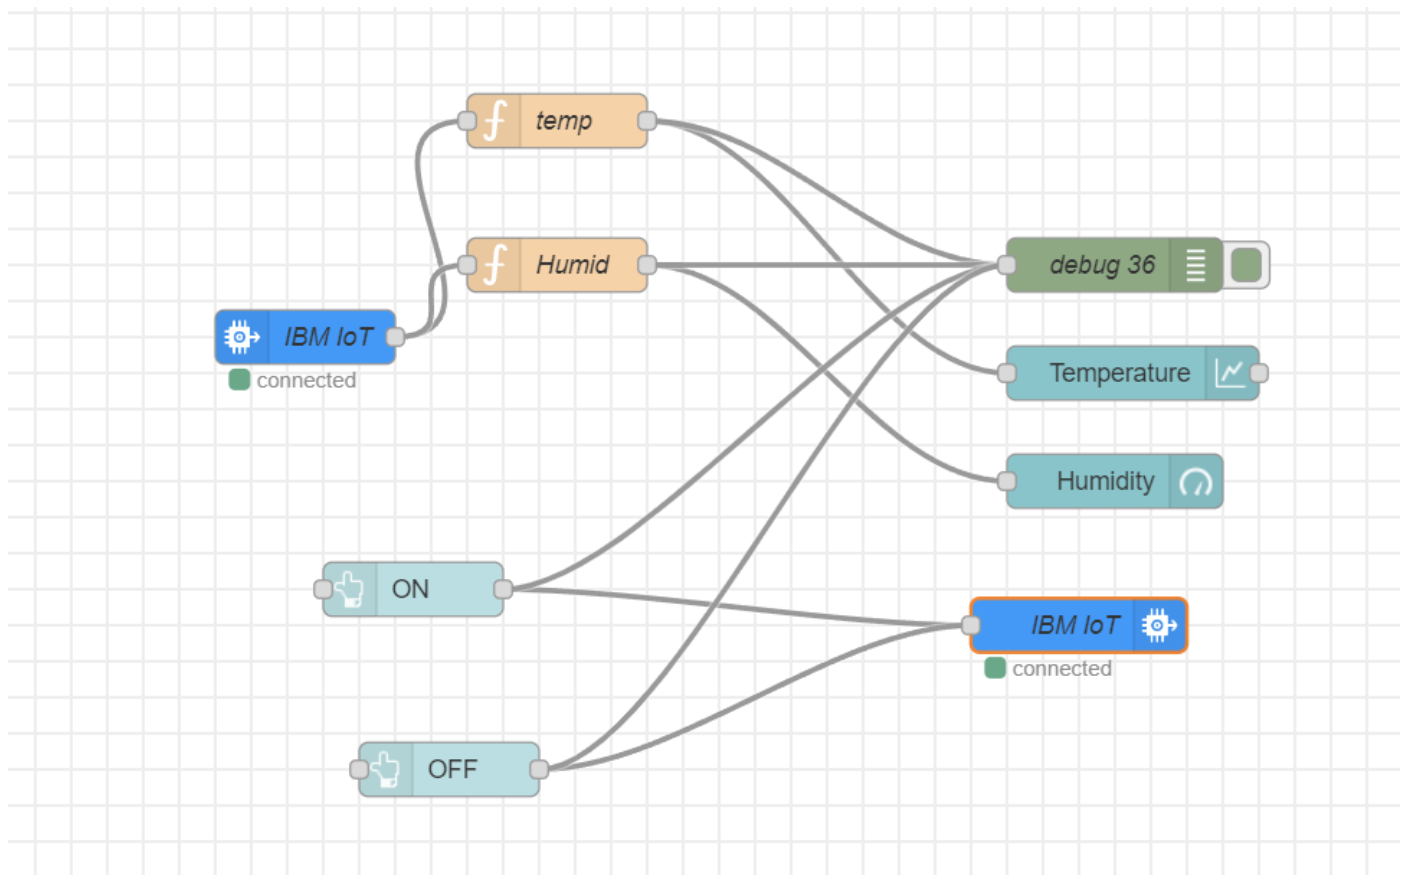 temp
Humid
debug 36
IBM IoT
connected
Temperature
Humidity
ON
IBM IoT
connected
OFF